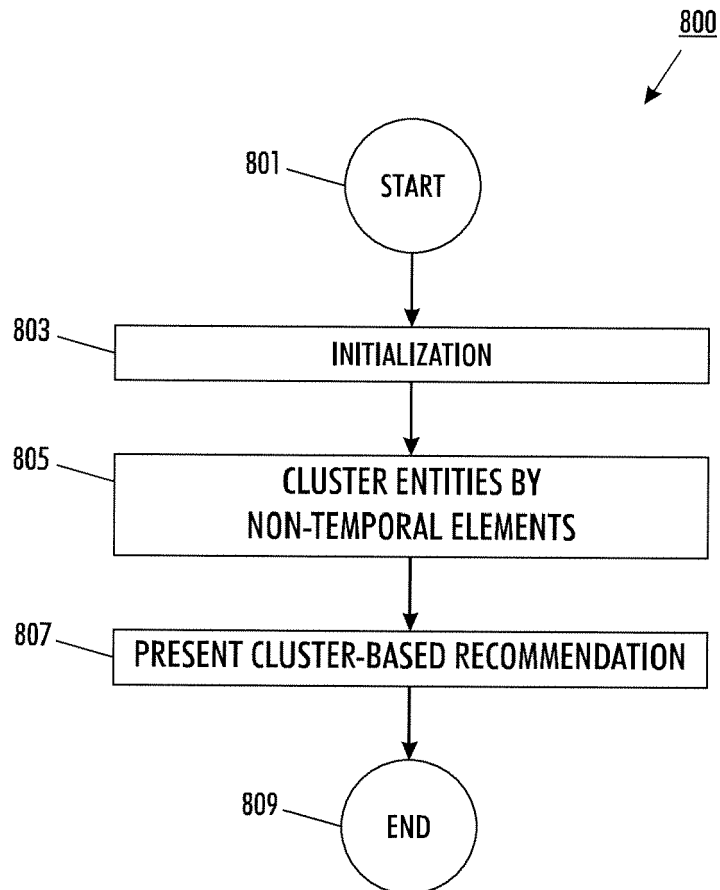 800
801
START
803
INITIALIZATION
805
CLUSTER ENTITIES BY
NON-TEMPORAL ELEMENTS
807
PRESENT CLUSTER-BASED RECOMMENDATION
809
END